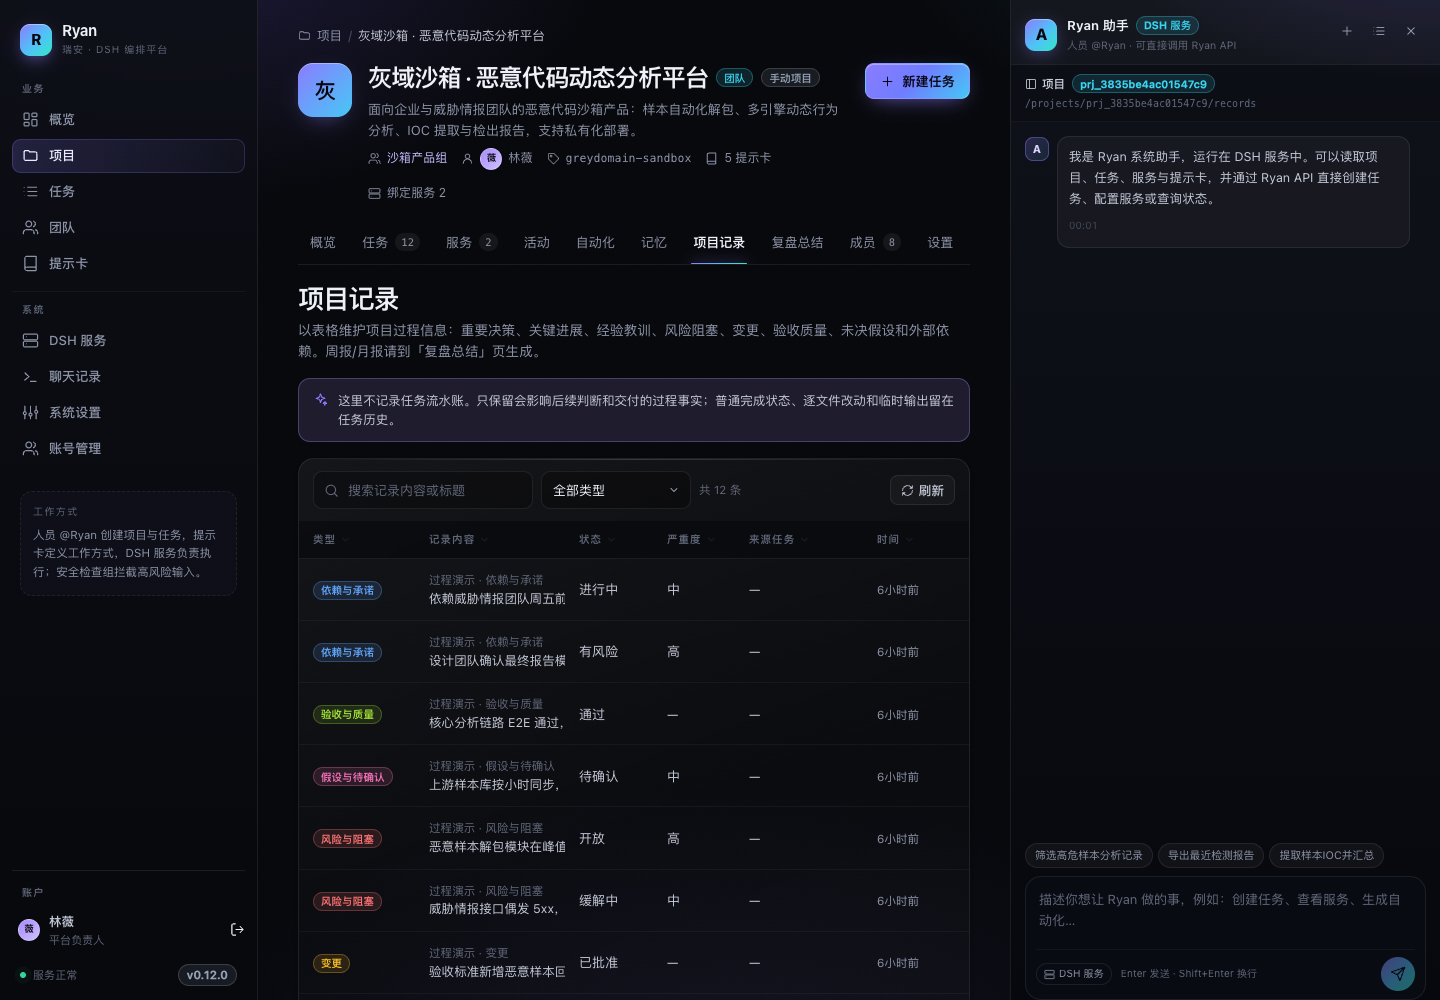 R
Ryan
瑞安 · DSH 编排平台
业务
概览
项目
任务
团队
提示卡
系统
DSH 服务
聊天记录
系统设置
账号管理
工作方式
人员 @Ryan 创建项目与任务，提示
卡定义工作方式，DSH 服务负责执
行；安全检查组拦截高风险输入。
账户
薇
林薇
平台负责人
服务正常
v0.12.0
项目 / 灰域沙箱 · 恶意代码动态分析平台
灰
灰域沙箱 · 恶意代码动态分析平台
团队
手动项目
新建任务
面向企业与威胁情报团队的恶意代码沙箱产品：样本自动化解包、多引擎动态行为
分析、IOC 提取与检出报告，支持私有化部署。
沙箱产品组
薇 林薇
greydomain-sandbox
5 提示卡
绑定服务 2
概览
任务 12
服务 2
活动
自动化
记忆
项目记录
复盘总结
成员 8
设置
项目记录
以表格维护项目过程信息：重要决策、关键进展、经验教训、风险阻塞、变更、验收质量、未决假设和外部依
赖。周报/月报请到「复盘总结」页生成。
这里不记录任务流水账。只保留会影响后续判断和交付的过程事实；普通完成状态、逐文件改动和临时输出留在
任务历史。
搜索记录内容或标题
全部类型
共 12 条
刷新
类型 记录内容 状态 严重度 来源任务 时间
过程演示 · 依赖与承诺
依赖与承诺 依赖威胁情报团队周五前 进行中 中 — 6小时前
过程演示 · 依赖与承诺
依赖与承诺 设计团队确认最终报告模 有风险 高 — 6小时前
过程演示 · 验收与质量
验收与质量 核心分析链路 E2E 通过， 通过 — — 6小时前
过程演示 · 假设与待确认
假设与待确认 上游样本库按小时同步， 待确认 中 — 6小时前
过程演示 · 风险与阻塞
风险与阻塞 恶意样本解包模块在峰值 开放 高 — 6小时前
过程演示 · 风险与阻塞
风险与阻塞 威胁情报接口偶发 5xx， 缓解中 中 — 6小时前
过程演示 · 变更
变更 验收标准新增恶意样本回 已批准 — — 6小时前
A
Ryan 助手
DSH 服务
人员 @Ryan · 可直接调用 Ryan API
项目
prj_3835be4ac01547c9
/projects/prj_3835be4ac01547c9/records
A
我是 Ryan 系统助手，运行在 DSH 服务中。可以读取项
目、任务、服务与提示卡，并通过 Ryan API 直接创建任
务、配置服务或查询状态。
00:01
筛选高危样本分析记录
导出最近检测报告
提取样本IOC并汇总
描述你想让 Ryan 做的事，例如：创建任务、查看服务、生成自
动化...
DSH 服务
Enter 发送 · Shift+Enter 换行